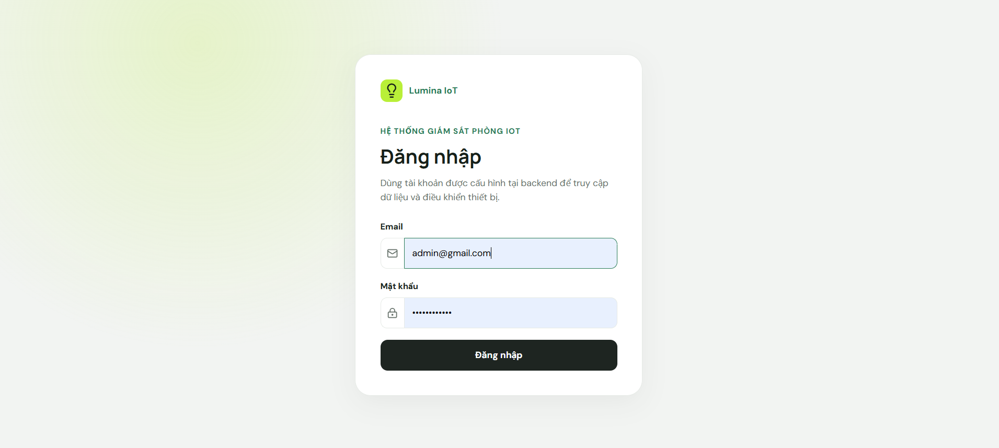 Lumina IoT
HỆ THỐNG GIÁM SÁT PHÒNG IOT
Đăng nhập
Dùng tài khoản được cấu hình tại backend để truy cập
dữ liệu và điều khiển thiết bị.
Email
admin@gmail.com
Mật khẩu
••••••••••••
Đăng nhập